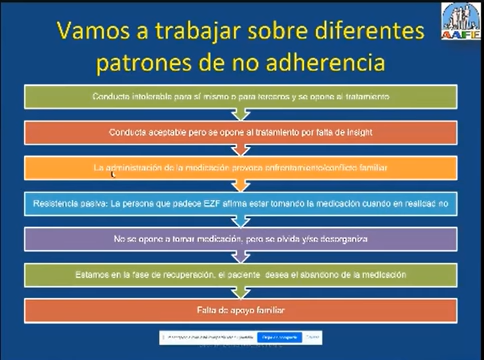 AAFE
Vamos a trabajar sobre diferentes
patrones de no adherencia
Conducta intolerable para sí mismo o para terceros y se opone al tratamiento
Conducta aceptable pero se opone al tratamiento por falta de insight
La administración de la medicación provoca enfrentamiento/conflicto familiar
Resistencia pasiva: La persona que padece EZF afirma estar tomando la medicación cuando en realidad no
No se opone a tomar medicación, pero se olvida y/se desorganiza
Estamos en la fase de recuperación, el paciente desea el abandono de la medicación
Falta de apoyo familiar